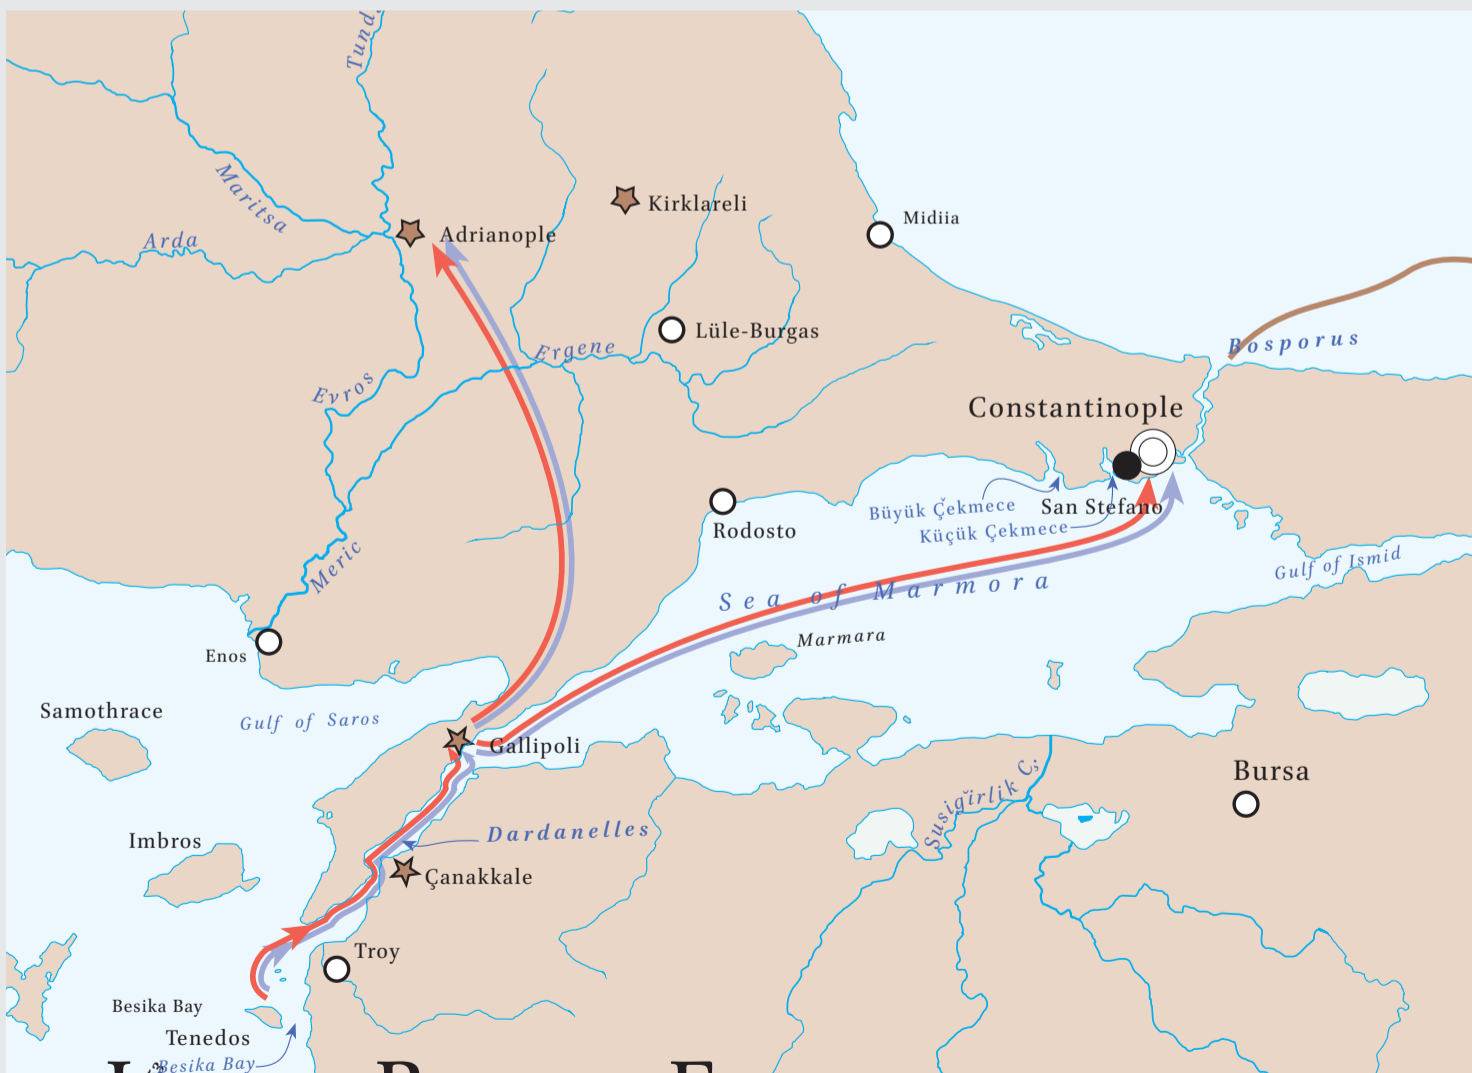 Tund
Maritsa
Arda
Adrianople
Kirklareli
Midiia
Lüle-Burgas
Ergene
Bosporus
Evros
Constantinople
Büyük Çekmece
San Stefano
Küçük Çekmece
Rodosto
Meric
Gulf of Ismid
Sea of Marmora
Marmara
Enos
Samothrace
Gulf of Saros
Gallipoli
Bursa
Susigïrlik Ç
Dardanelles
Imbros
Çanakkale
Troy
Besika Bay
Tenedos
Besika Bay